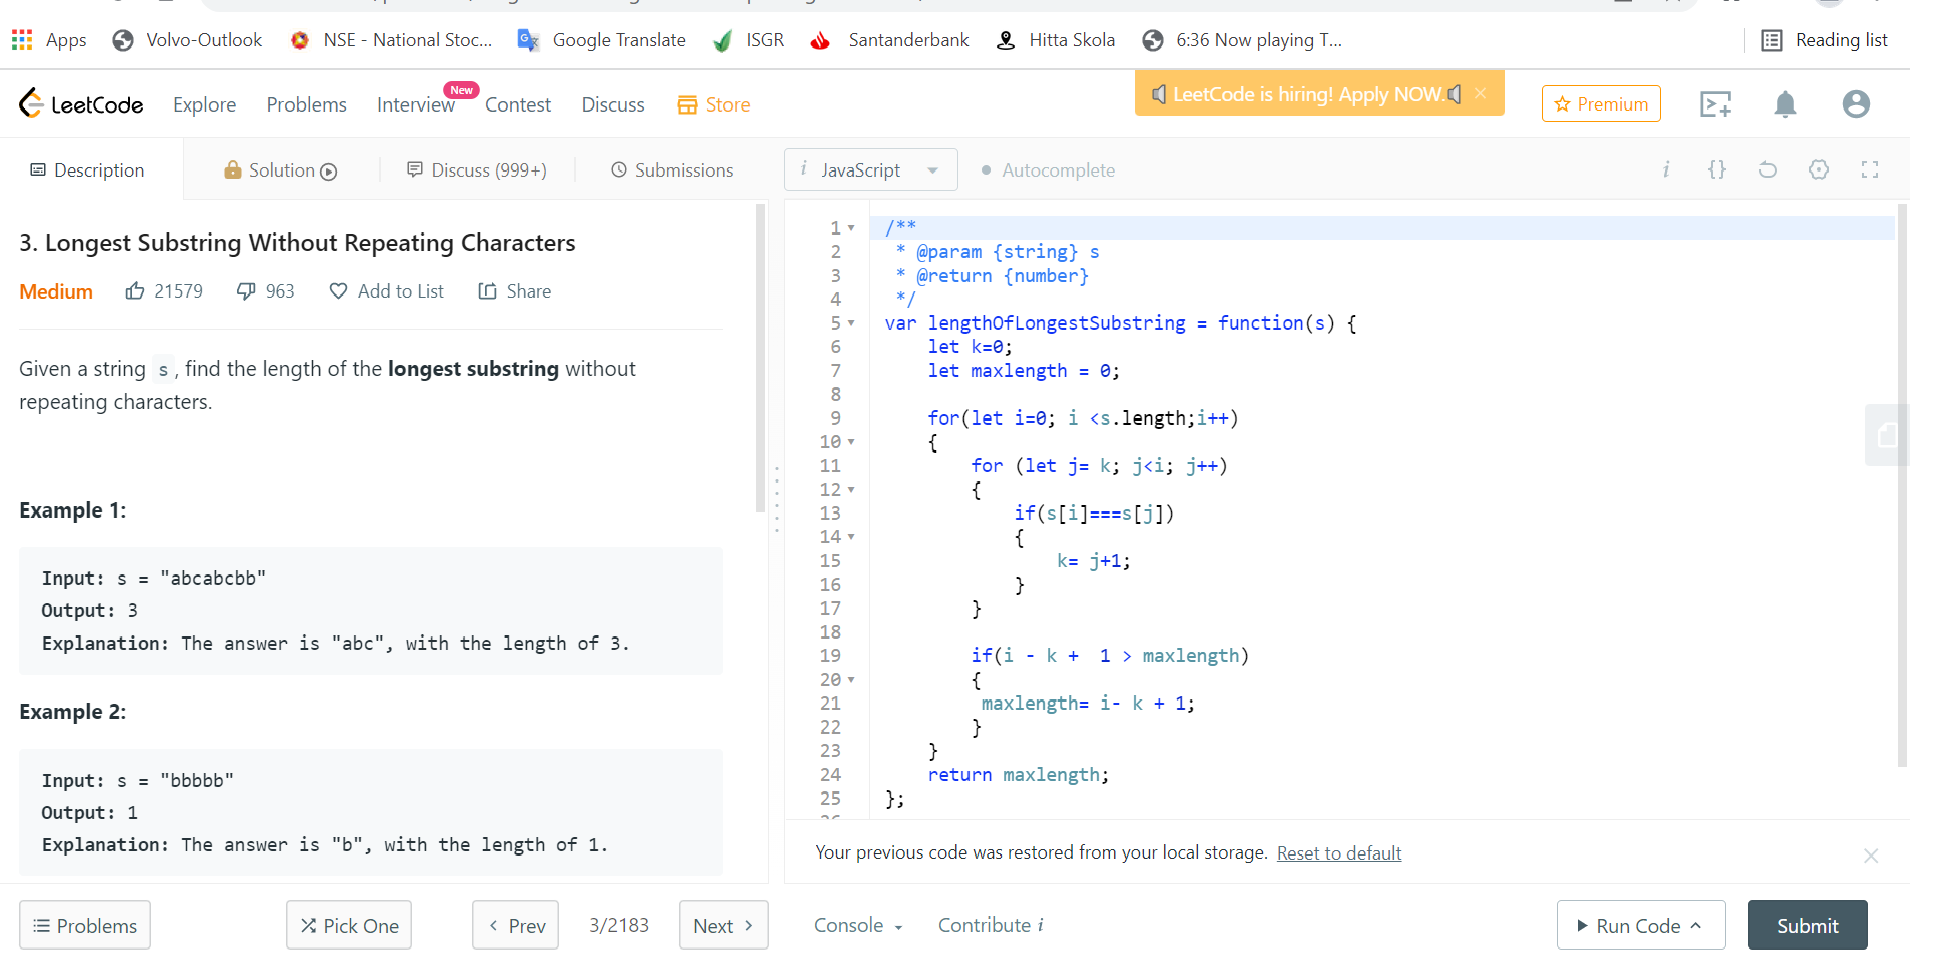 Apps Volvo-Outlook NSE - National Stoc... Google Translate ISGR Santanderbank Hitta Skola 6:36 Now playing T... Reading list
LeetCode Explore Problems Interview New Contest Discuss Store LeetCode is hiring! Apply NOW. × Premium
Description Solution Discuss (999+) Submissions
3. Longest Substring Without Repeating Characters
Medium 21579 963 Add to List Share
Given a string s, find the length of the longest substring without
repeating characters.
Example 1:
Input: s = "abcabcbb"
Output: 3
Explanation: The answer is "abc", with the length of 3.
Example 2:
Input: s = "bbbbb"
Output: 1
Explanation: The answer is "b", with the length of 1.
Problems Pick One < Prev 3/2183 Next >
i JavaScript Autocomplete i {}
1 /**
2 * @param {string} s
3 * @return {number}
4 */
5 var lengthOfLongestSubstring = function(s) {
6 let k=0;
7 let maxlength = 0;
8
9 for(let i=0; i <s.length;i++)
10 {
11 for (let j= k; j<i; j++)
12 {
13 if(s[i]===s[j])
14 {
15 k= j+1;
16 }
17 }
18
19 if(i - k +  1 > maxlength)
20 {
21 maxlength= i- k + 1;
22 }
23 }
24 return maxlength;
25 };
Your previous code was restored from your local storage. Reset to default
Console Contribute i Run Code Submit